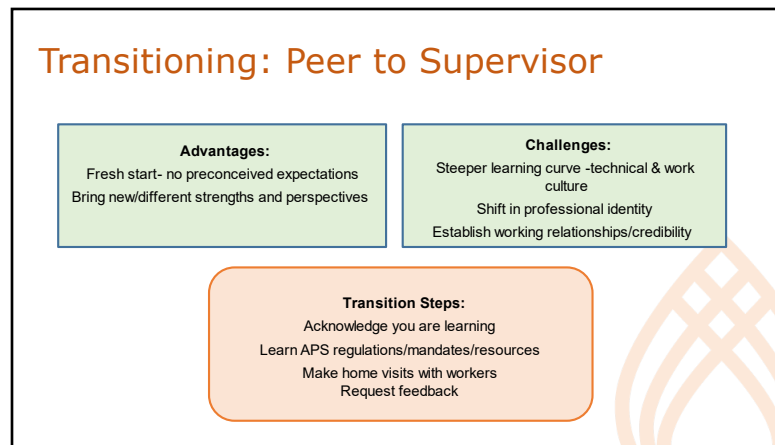 Transitioning: Peer to Supervisor
Advantages:
Fresh start- no preconceived expectations
Bring new/different strengths and perspectives
Challenges:
Steeper learning curve -technical & work
culture
Shift in professional identity
Establish working relationships/credibility
Transition Steps:
Acknowledge you are learning
Learn APS regulations/mandates/resources
Make home visits with workers
Request feedback